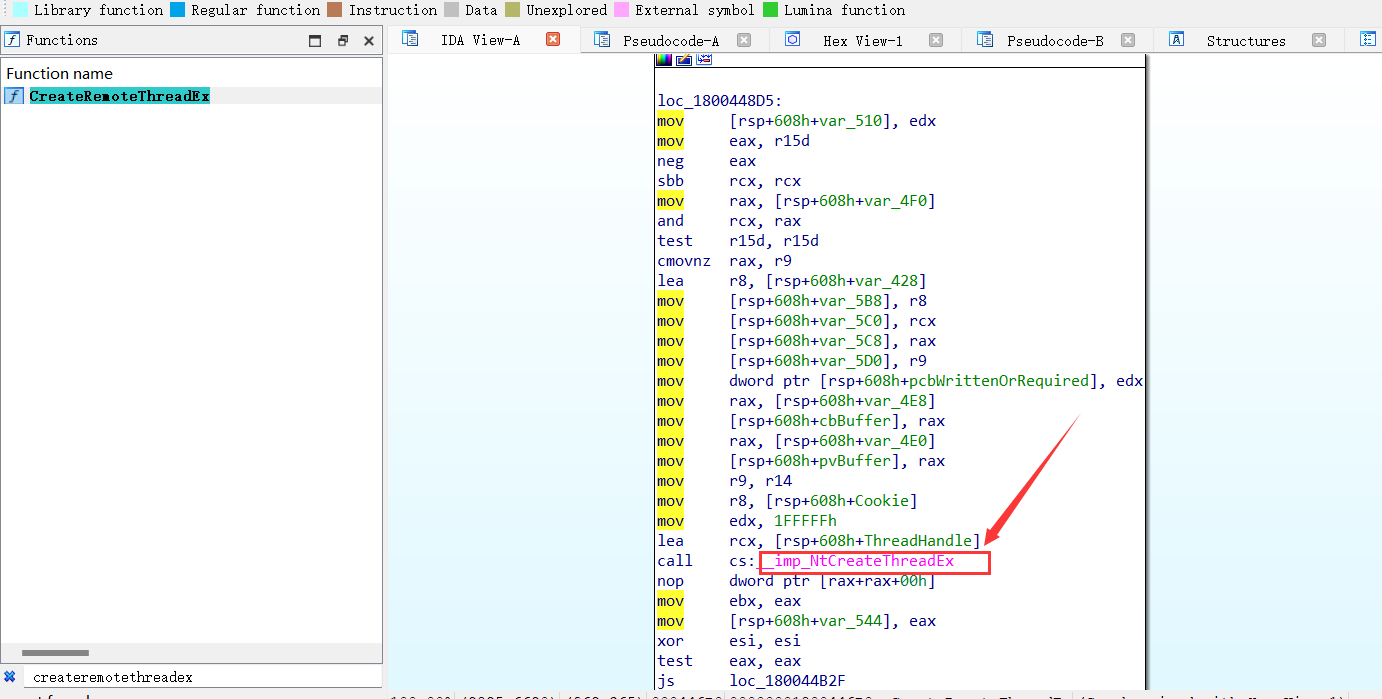 Library function Regular function Instruction Data Unexplored External symbol Lumina function
Functions
IDA View-A Pseudocode-A Hex View-1 Pseudocode-B Structures
Function name
CreateRemoteThreadEx
loc_1800448D5:
mov [rsp+608h+var_510], edx
mov eax, r15d
neg eax
sbb rcx, rcx
mov rax, [rsp+608h+var_4F0]
and rcx, rax
test r15d, r15d
cmovnz rax, r9
lea r8, [rsp+608h+var_428]
mov [rsp+608h+var_5B8], r8
mov [rsp+608h+var_5C0], rcx
mov [rsp+608h+var_5C8], rax
mov [rsp+608h+var_5D0], r9
mov dword ptr [rsp+608h+pcbWrittenOrRequired], edx
mov rax, [rsp+608h+var_4E8]
mov [rsp+608h+cbBuffer], rax
mov rax, [rsp+608h+var_4E0]
mov [rsp+608h+pvBuffer], rax
mov r9, r14
mov r8, [rsp+608h+Cookie]
mov edx, 1FFFFFh
lea rcx, [rsp+608h+ThreadHandle]
call cs:__imp_NtCreateThreadEx
nop dword ptr [rax+rax+00h]
mov ebx, eax
mov [rsp+608h+var_544], eax
xor esi, esi
test eax, eax
js loc_180044B2F
createremotethreadex